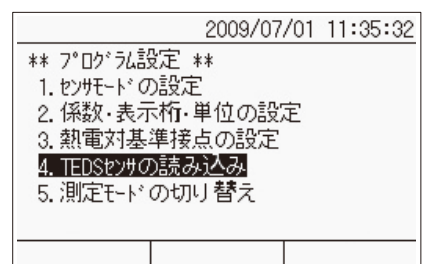 2009/07/01 11:35:32
** ﾌﾟﾛｸﾞﾗﾑ設定 **
1. ｾﾝｻﾓｰﾄﾞの設定
2. 係数･表示桁･単位の設定
3. 熱電対基準接点の設定
4. TEDSｾﾝｻの読み込み
5. 測定ﾓｰﾄﾞの切り替え